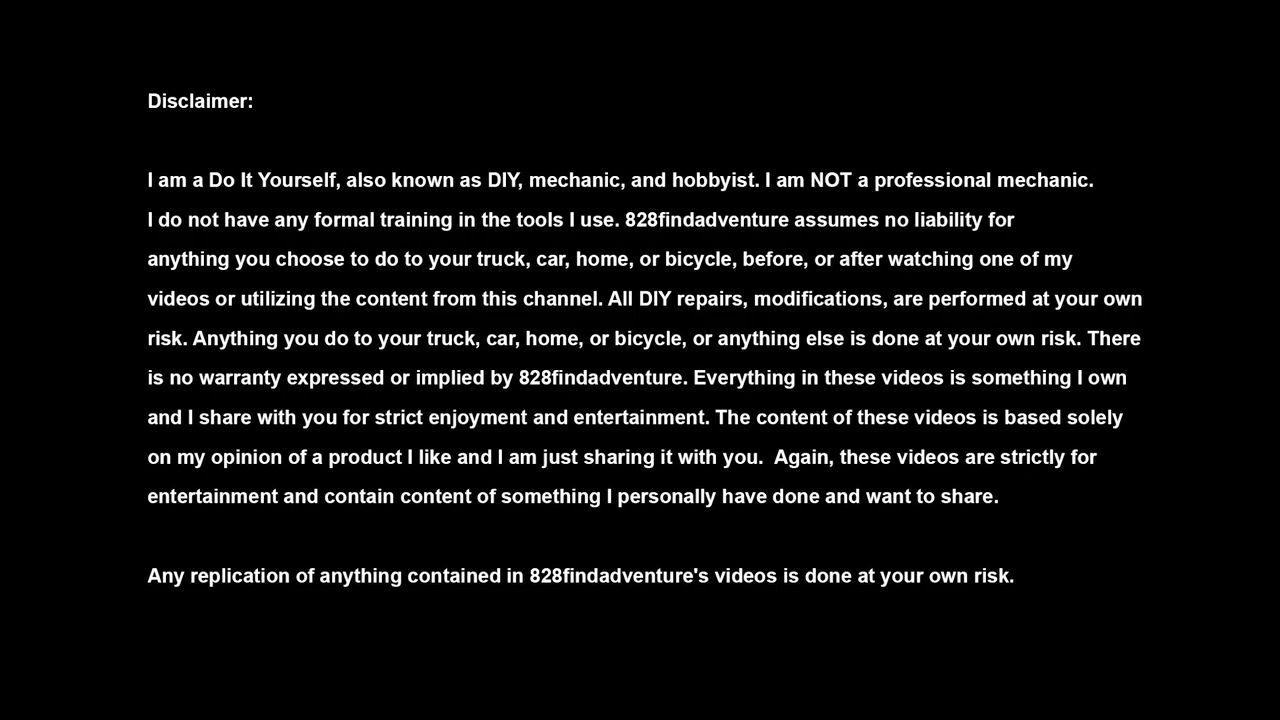 Disclaimer:
I am a Do It Yourself, also known as DIY, mechanic, and hobbyist. I am NOT a professional mechanic.
I do not have any formal training in the tools I use. 828findadventure assumes no liability for
anything you choose to do to your truck, car, home, or bicycle, before, or after watching one of my
videos or utilizing the content from this channel. All DIY repairs, modifications, are performed at your own
risk. Anything you do to your truck, car, home, or bicycle, or anything else is done at your own risk. There
is no warranty expressed or implied by 828findadventure. Everything in these videos is something I own
and I share with you for strict enjoyment and entertainment. The content of these videos is based solely
on my opinion of a product I like and I am just sharing it with you.  Again, these videos are strictly for
entertainment and contain content of something I personally have done and want to share.
Any replication of anything contained in 828findadventure's videos is done at your own risk.